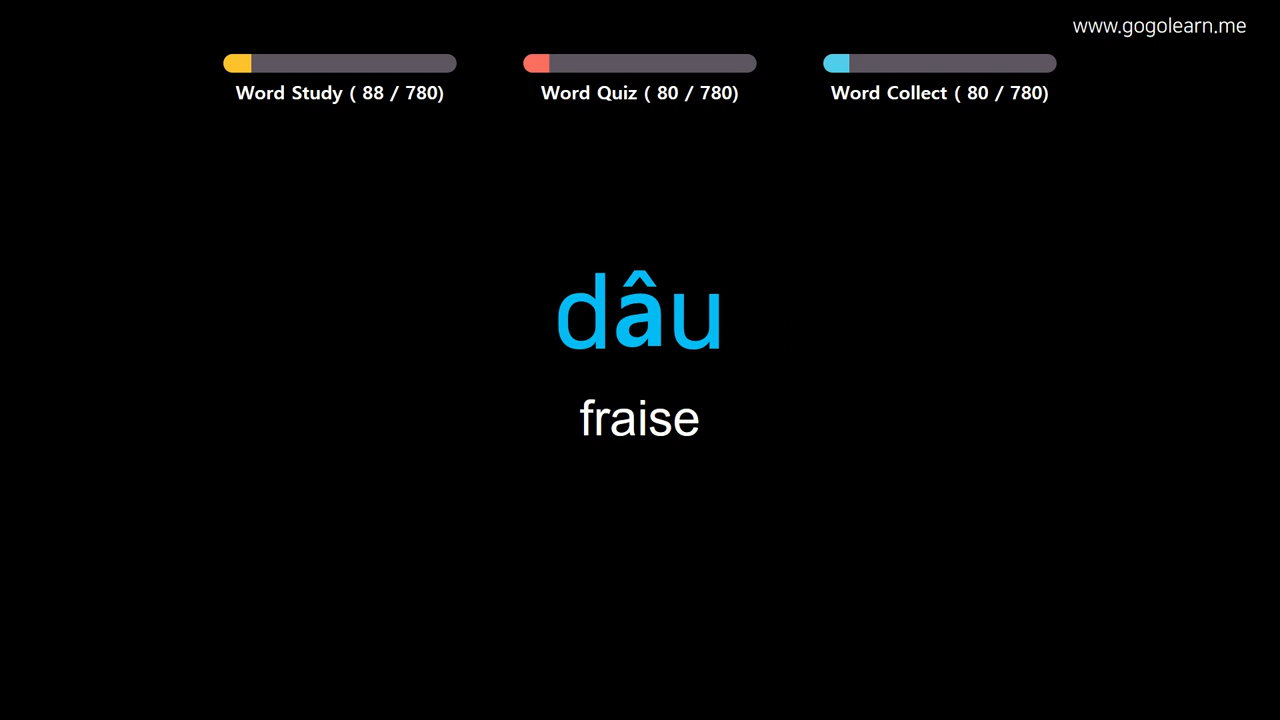 www.gogolearn.me
Word Study ( 88 / 780)
Word Quiz ( 80 / 780)
Word Collect ( 80 / 780)
dâu
fraise